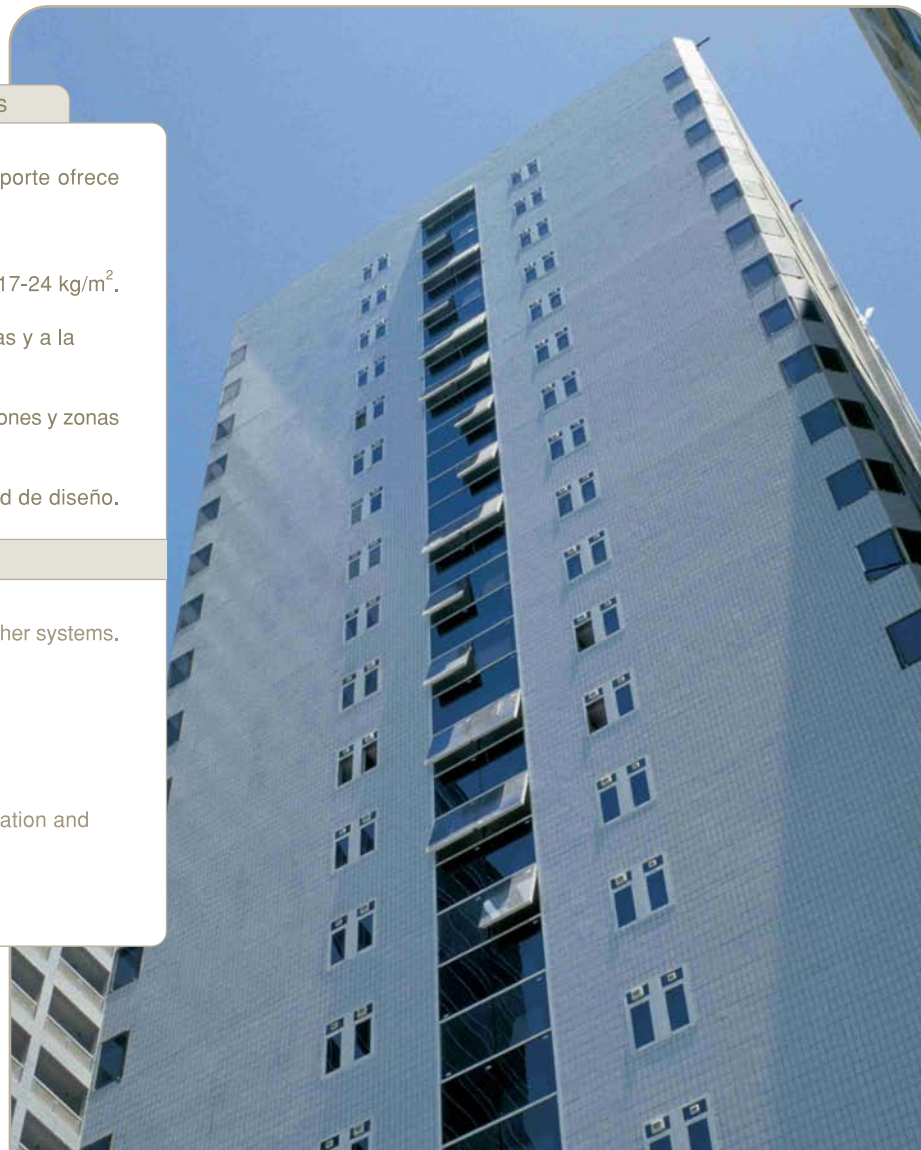 porte ofrece
17-24 kg/m².
as y a la
ones y zonas
d de diseño.
her systems.
ation and